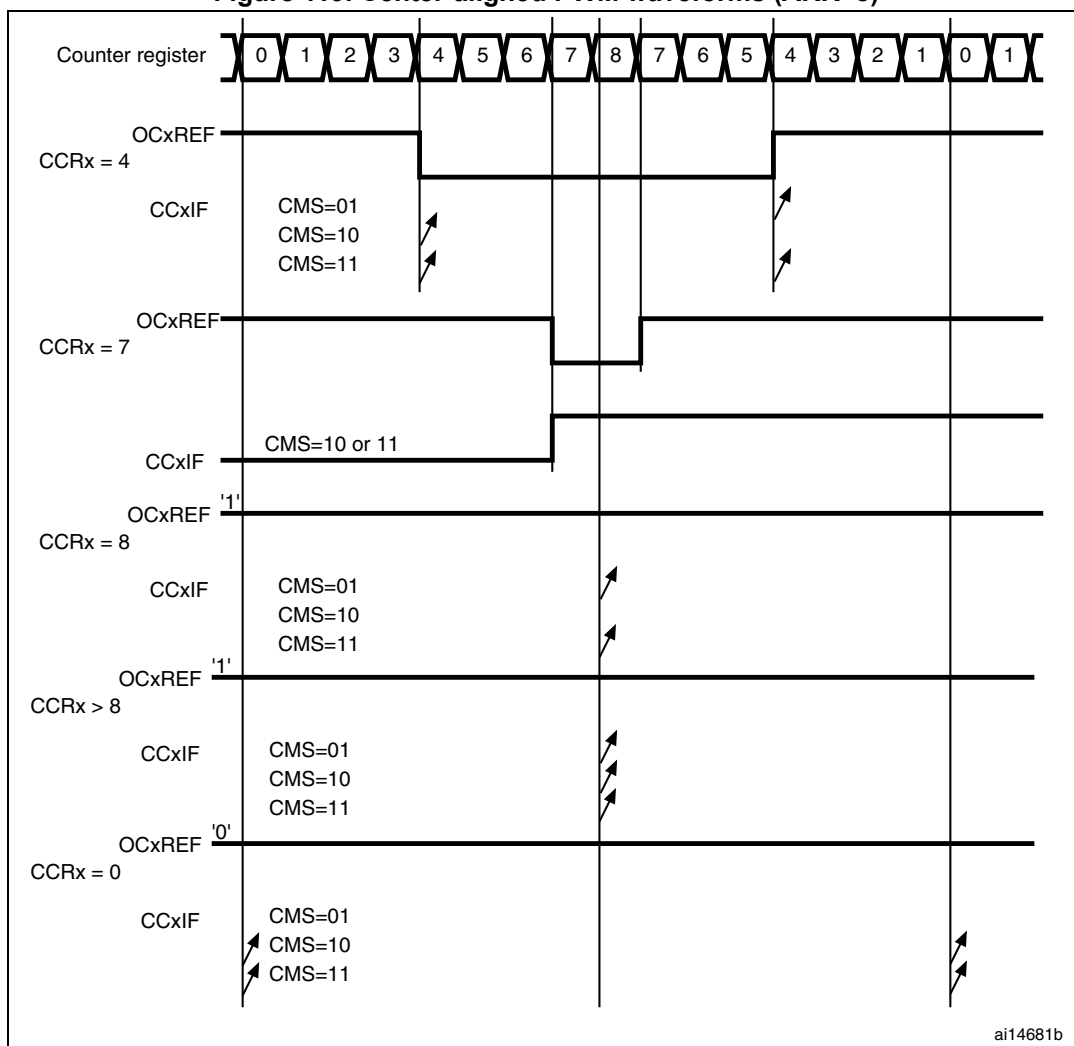 Counter register 0 1 2 3 4 5 6 7 8 7 6 5 4 3 2 1 0 1
OCxREF
CCRx = 4
CCxIF CMS=01
CMS=10
CMS=11
OCxREF
CCRx = 7
CMS=10 or 11
CCxIF
'1'
OCxREF
CCRx = 8
CCxIF CMS=01
CMS=10
CMS=11
'1'
OCxREF
CCRx > 8
CCxIF CMS=01
CMS=10
CMS=11
'0'
OCxREF
CCRx = 0
CCxIF CMS=01
CMS=10
CMS=11
ai14681b